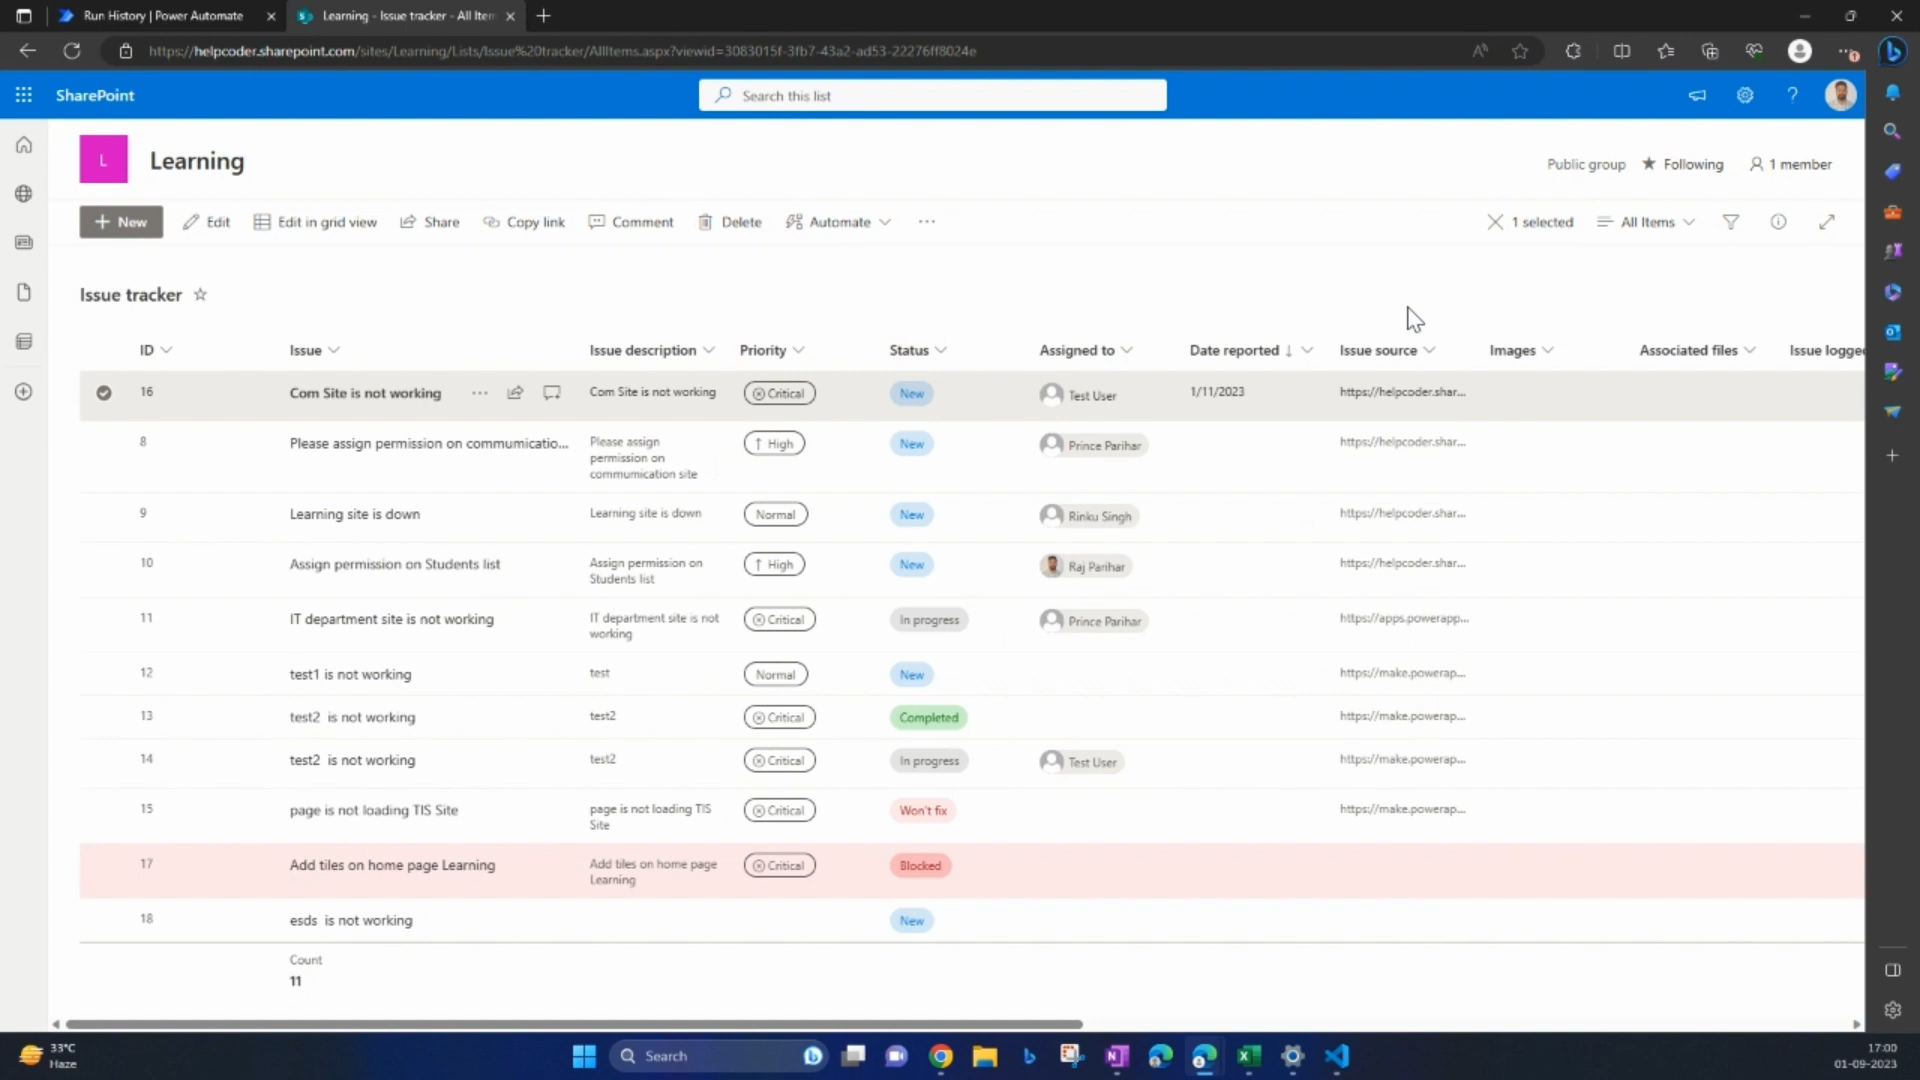 Run History | Power Automate
Learning - Issue tracker - All Item
https://helpcoder.sharepoint.com/sites/Learning/Lists/Issue%20tracker/AllItems.aspx?viewid=3083015f-3fb7-43a2-ad53-22276ff8024e
SharePoint
Search this list
L
Learning
Public group
Following
1 member
New
Edit
Edit in grid view
Share
Copy link
Comment
Delete
Automate
1 selected
All Items
Issue tracker
ID Issue Issue description Priority Status Assigned to Date reported Issue source Images Associated files Issue logged
16 Com Site is not working Com Site is not working Critical New Test User 1/11/2023 https://helpcoder.shar...
8 Please assign permission on communicatio... Please assign High New Prince Parihar https://helpcoder.shar...
permission on
commumication site
9 Learning site is down Learning site is down Normal New Rinku Singh https://helpcoder.shar...
10 Assign permission on Students list Assign permission on High New Raj Parihar https://helpcoder.shar...
Students list
11 IT department site is not working IT department site is not Critical In progress Prince Parihar https://apps.powerapp...
working
12 test1 is not working test Normal New https://make.powerap...
13 test2 is not working test2 Critical Completed https://make.powerap...
14 test2 is not working test2 Critical In progress Test User https://make.powerap...
15 page is not loading TIS Site page is not loading TIS Critical Won't fix https://make.powerap...
Site
17 Add tiles on home page Learning Add tiles on home page Critical Blocked
Learning
18 esds is not working New
Count
11
33°C
Haze
Search
17:00
01-09-2023